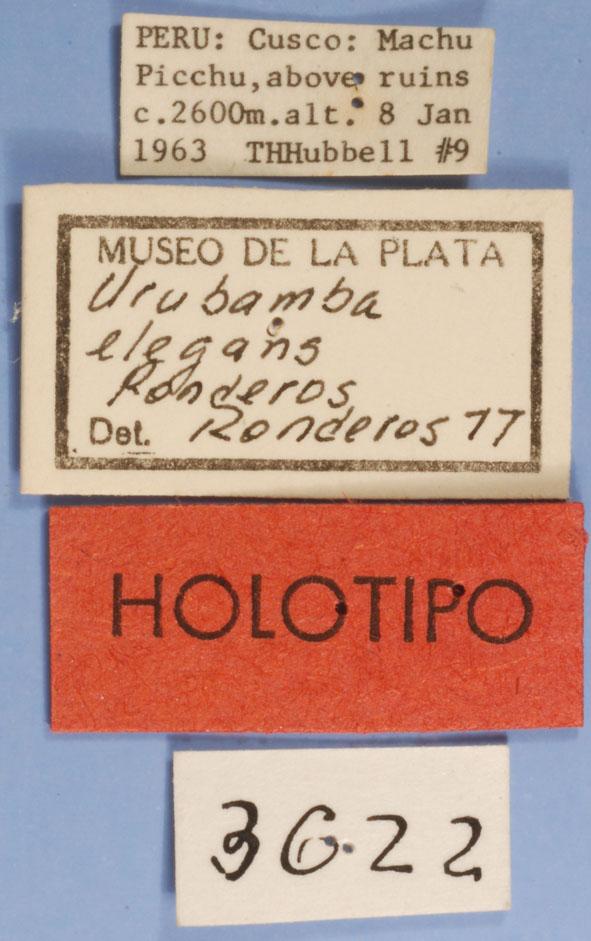 PERU: Cusco: Machu
Picchu,above ruins
c.2600m.alt. 8 Jan
1963 THHubbell #9
MUSEO DE LA PLATA
Urubamba
elegans
Ronderos
Det. Ronderos 77
HOLOTIPO
3622